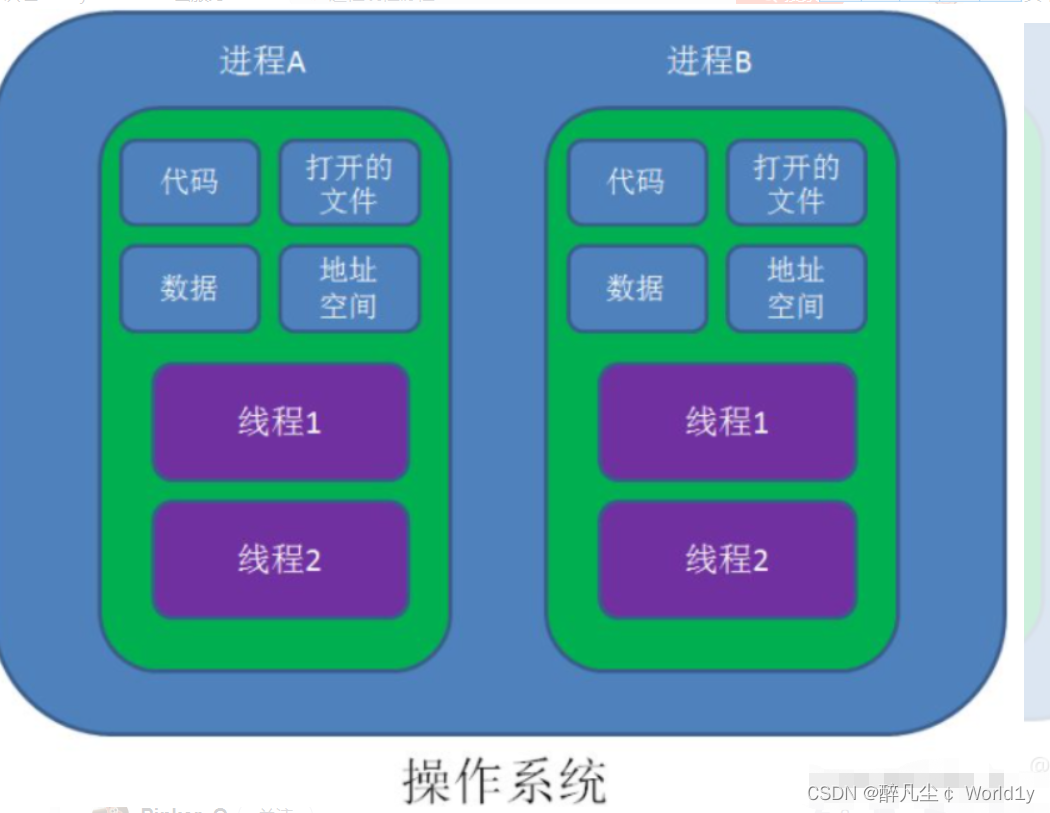 进程A
进程B
代码
打开的
文件
数据
地址
空间
线程1
线程2
代码
打开的
文件
数据
地址
空间
线程1
线程2
操作系统
CSDN @醉凡尘¢ World1y